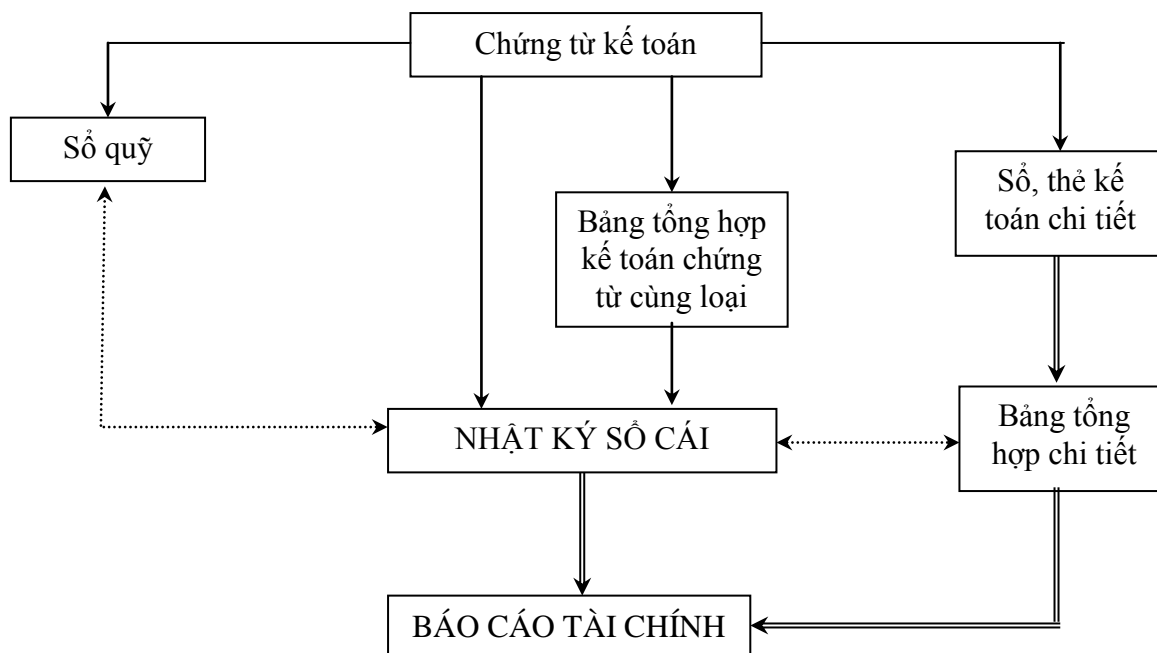 Chứng từ kế toán
Sổ quỹ
Sổ, thẻ kế
toán chi tiết
Bảng tổng hợp
kế toán chứng
từ cùng loại
NHẬT KÝ SỔ CÁI
Bảng tổng
hợp chi tiết
BÁO CÁO TÀI CHÍNH